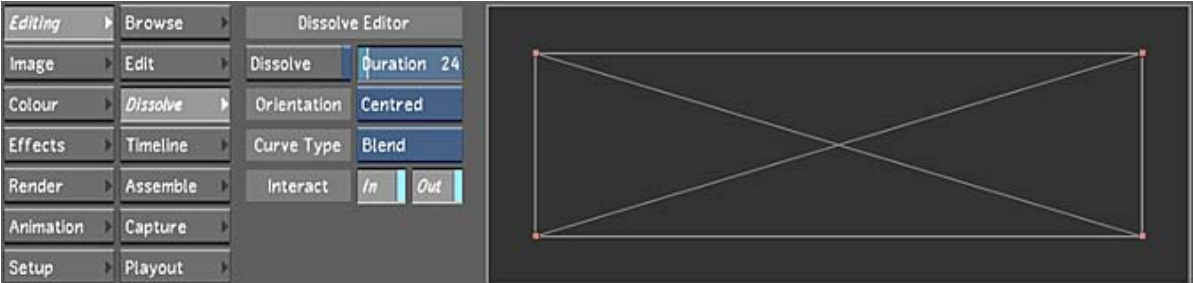 Editing Browse Dissolve Editor
Image Edit Dissolve Duration 24
Colour Dissolve Orientation Centred
Effects Timeline Curve Type Blend
Render Assemble Interact In Out
Animation Capture
Setup Playout